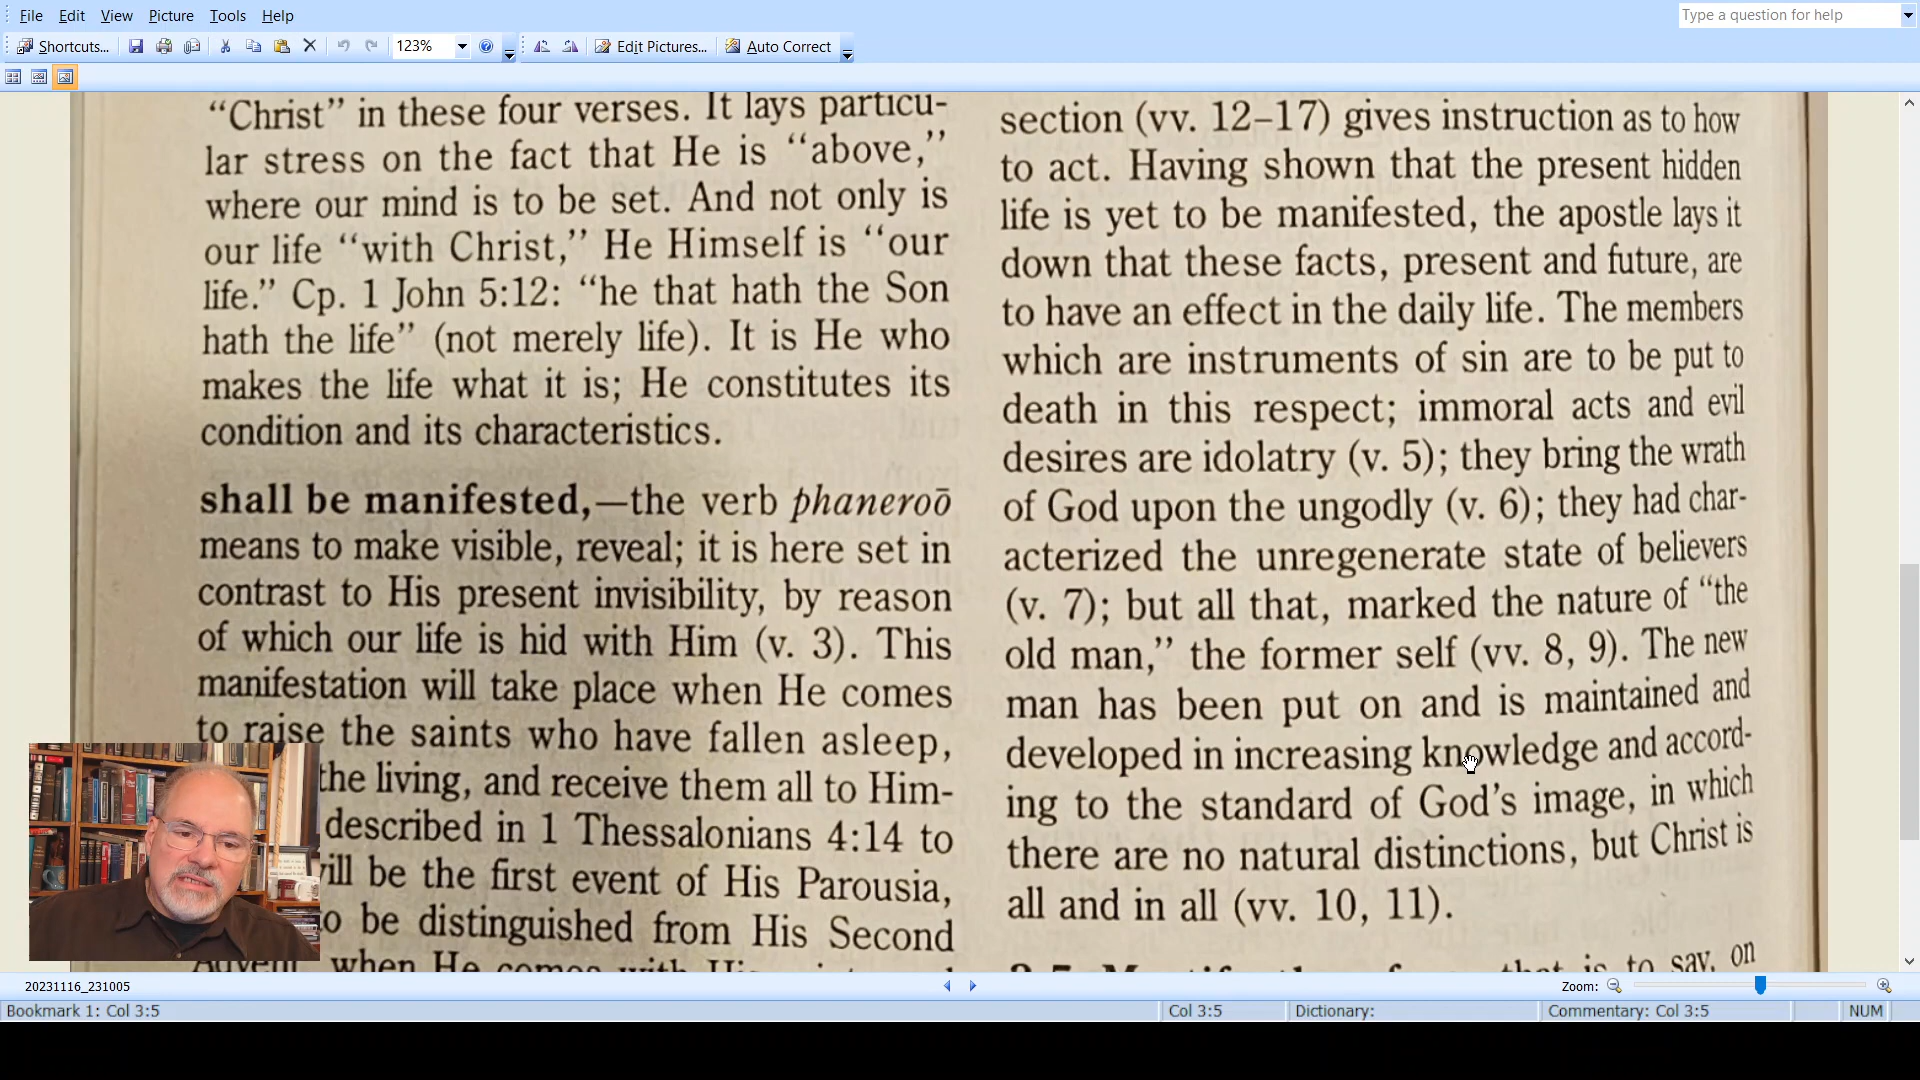 File Edit View Picture Tools Help
Type a question for help
Shortcuts... 123% Edit Pictures... Auto Correct
“Christ” in these four verses. It lays particu-
lar stress on the fact that He is “above,”
where our mind is to be set. And not only is
our life “with Christ,” He Himself is “our
life.” Cp. 1 John 5:12: “he that hath the Son
hath the life” (not merely life). It is He who
makes the life what it is; He constitutes its
condition and its characteristics.
shall be manifested,—the verb phaneroō
means to make visible, reveal; it is here set in
contrast to His present invisibility, by reason
of which our life is hid with Him (v. 3). This
manifestation will take place when He comes
to raise the saints who have fallen asleep,
the living, and receive them all to Him-
described in 1 Thessalonians 4:14 to
be the first event of His Parousia,
to be distinguished from His Second
Advent when He comes with His
section (vv. 12–17) gives instruction as to how
to act. Having shown that the present hidden
life is yet to be manifested, the apostle lays it
down that these facts, present and future, are
to have an effect in the daily life. The members
which are instruments of sin are to be put to
death in this respect; immoral acts and evil
desires are idolatry (v. 5); they bring the wrath
of God upon the ungodly (v. 6); they had char-
acterized the unregenerate state of believers
(v. 7); but all that, marked the nature of “the
old man,” the former self (vv. 8, 9). The new
man has been put on and is maintained and
developed in increasing knowledge and accord-
ing to the standard of God’s image, in which
there are no natural distinctions, but Christ is
all and in all (vv. 10, 11).
that is to say, on
20231116_231005
Zoom:
Bookmark 1: Col 3:5 Col 3:5 Dictionary: Commentary: Col 3:5 NUM